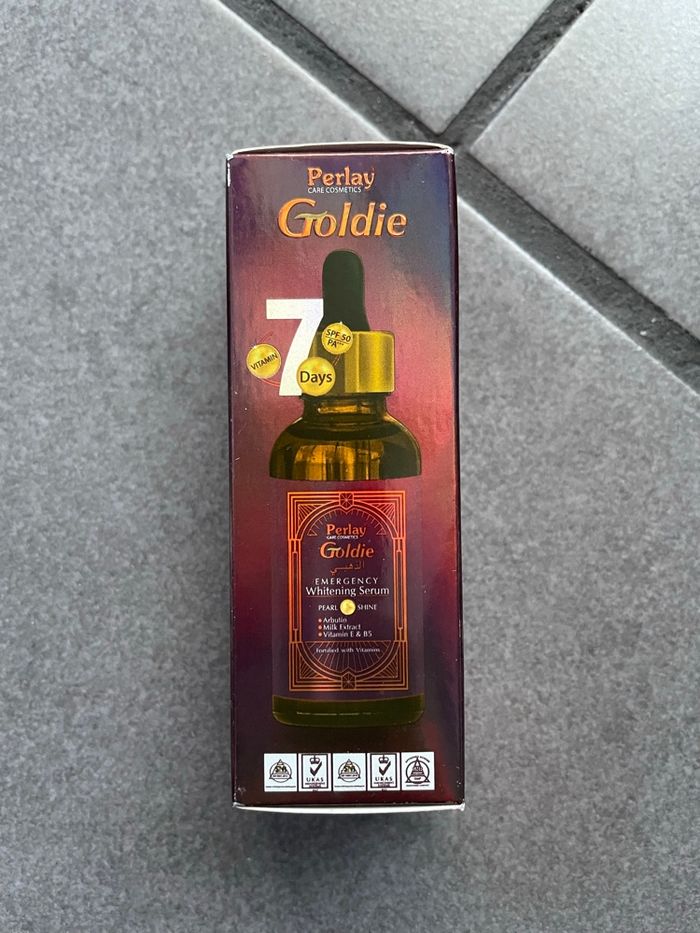 Perlay
CARE COSMETICS
Goldie
7
Days
VITAMIN
SPF 50
PA+++
Perlay
CARE COSMETICS
Goldie
الذهبي
EMERGENCY
Whitening Serum
PEARL SHINE
Arbutin
Milk Extract
Vitamin E & B5
Fortified with Vitamins
UKAS
UKAS